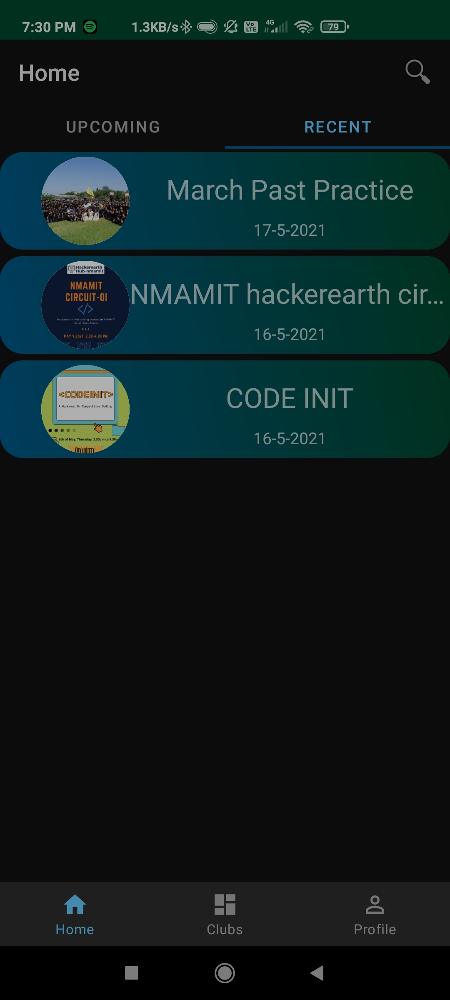 7:30 PM 1.3KB/s Vo LTE 4G 79
Home
UPCOMING RECENT
March Past Practice
17-5-2021
Hackerearth
Hub-nmamit
NMAMIT
CIRCUIT-01
</>
Hackerearth first coding contest in NMAMIT
for all Branch/Year
MAY 9,2021 2:30-4:00 PM
NMAMIT hackerearth cir...
16-5-2021
<CODEINIT>
A Workshop On Competitive Coding
6th of May, Thursday, 2.30pm to 4.30p
CODE INIT
16-5-2021
Home Clubs Profile